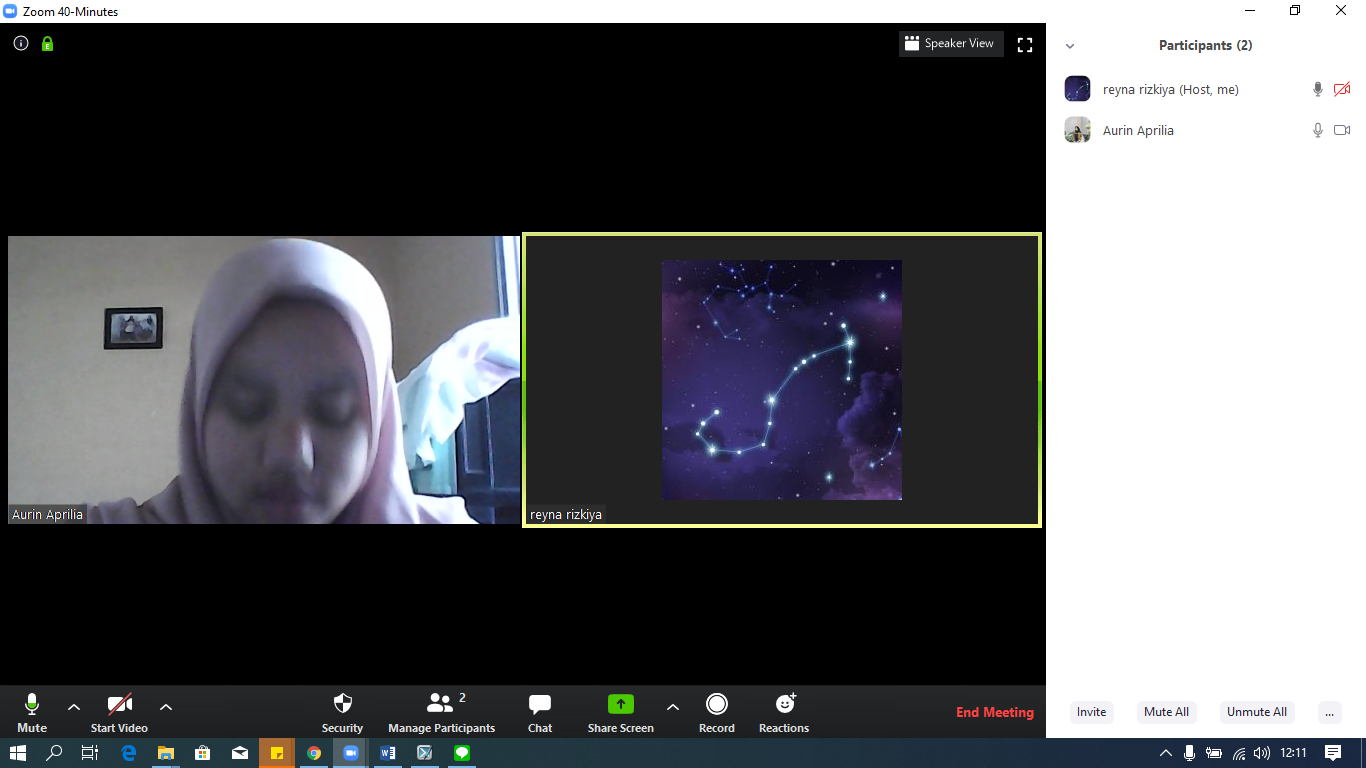 Zoom 40-Minutes
Speaker View
Participants (2)
reyna rizkiya (Host, me)
Aurin Aprilia
Aurin Aprilia
reyna rizkiya
2
Mute
Start Video
Security
Manage Participants
Chat
Share Screen
Record
Reactions
End Meeting
Invite
Mute All
Unmute All
...
12:11